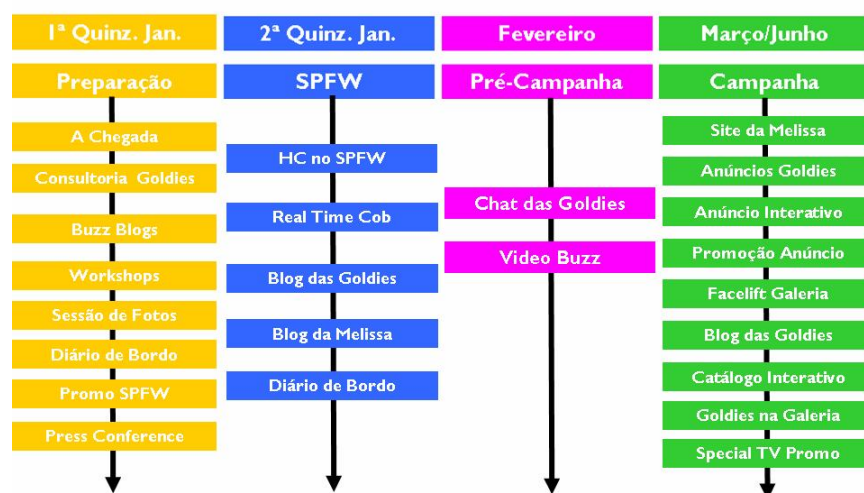 1ª Quinz. Jan.
Preparação
A Chegada
Consultoria Goldies
Buzz Blogs
Workshops
Sessão de Fotos
Diário de Bordo
Promo SPFW
Press Conference
2ª Quinz. Jan.
SPFW
HC no SPFW
Real Time Cob
Blog das Goldies
Blog da Melissa
Diário de Bordo
Fevereiro
Pré-Campanha
Chat das Goldies
Video Buzz
Março/Junho
Campanha
Site da Melissa
Anúncios Goldies
Anúncio Interativo
Promoção Anúncio
Facelift Galeria
Blog das Goldies
Catálogo Interativo
Goldies na Galeria
Special TV Promo